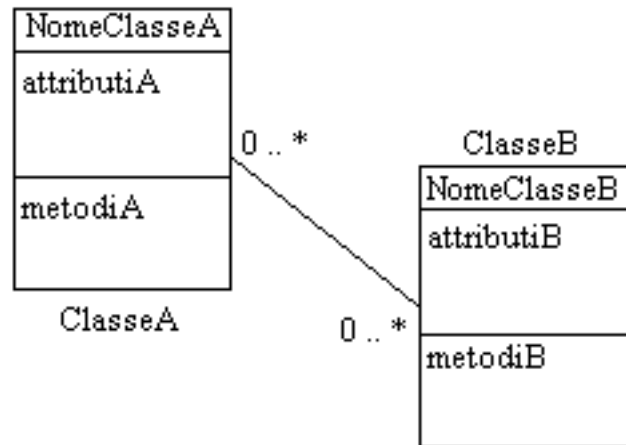 NomeClasseA
attributiA
metodiA
ClasseA
0 .. *
0 .. *
ClasseB
NomeClasseB
attributiB
metodiB